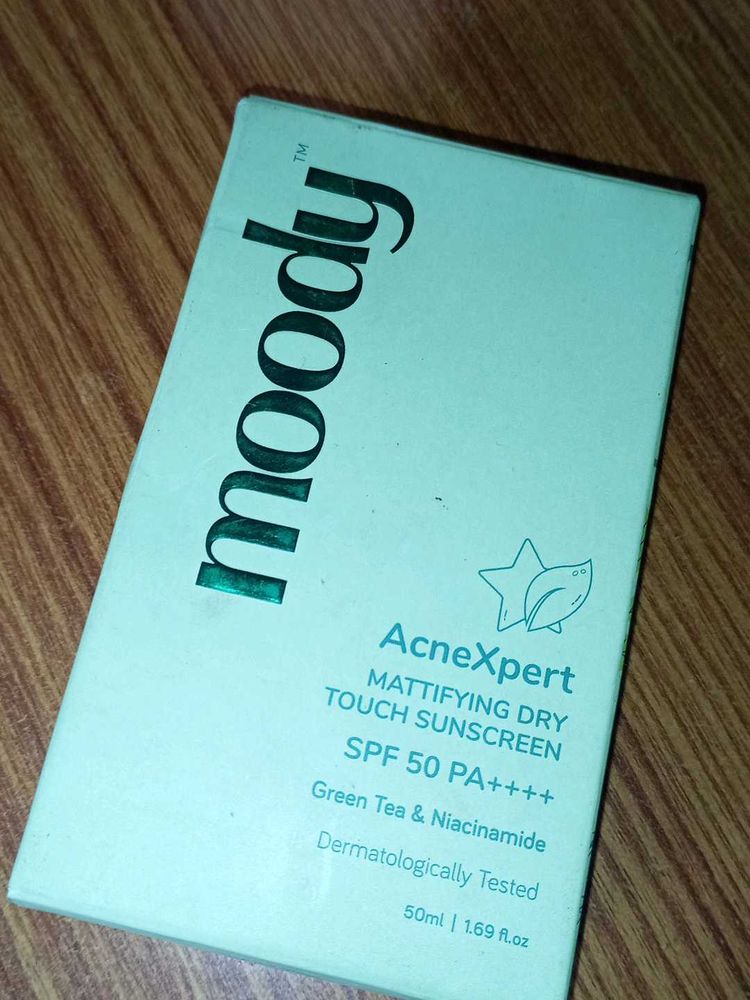 moody™
AcneXpert
MATTIFYING DRY
TOUCH SUNSCREEN
SPF 50 PA++++
Green Tea & Niacinamide
Dermatologically Tested
50ml | 1.69 fl.oz